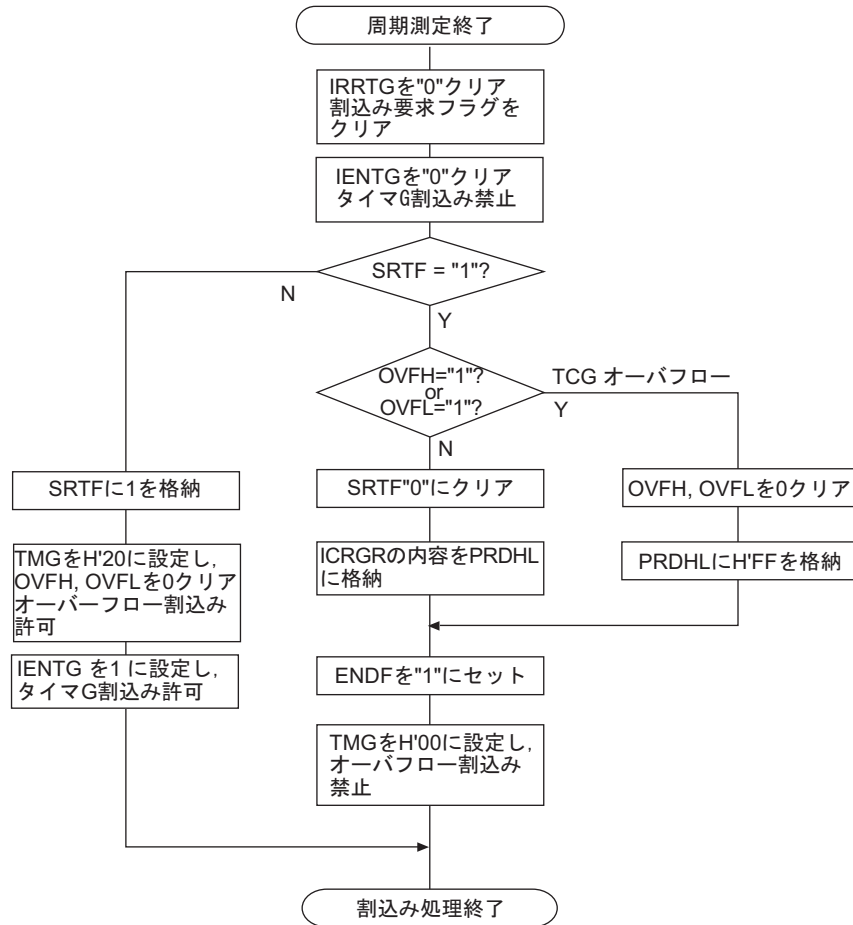 周期測定終了
IRRTGを"0"クリア
割込み要求フラグを
クリア
IENTGを"0"クリア
タイマG割込み禁止
SRTF = "1"?
N
Y
OVFH="1"?
or
OVFL="1"?
TCG オーバフロー
Y
N
SRTFに1を格納
SRTF"0"にクリア
OVFH, OVFLを0クリア
TMGをH'20に設定し,
OVFH, OVFLを0クリア
オーバーフロー割込み
許可
ICRGRの内容をPRDHL
に格納
PRDHLにH'FFを格納
IENTG を1 に設定し,
タイマG割込み許可
ENDFを"1"にセット
TMGをH'00に設定し,
オーバフロー割込み
禁止
割込み処理終了